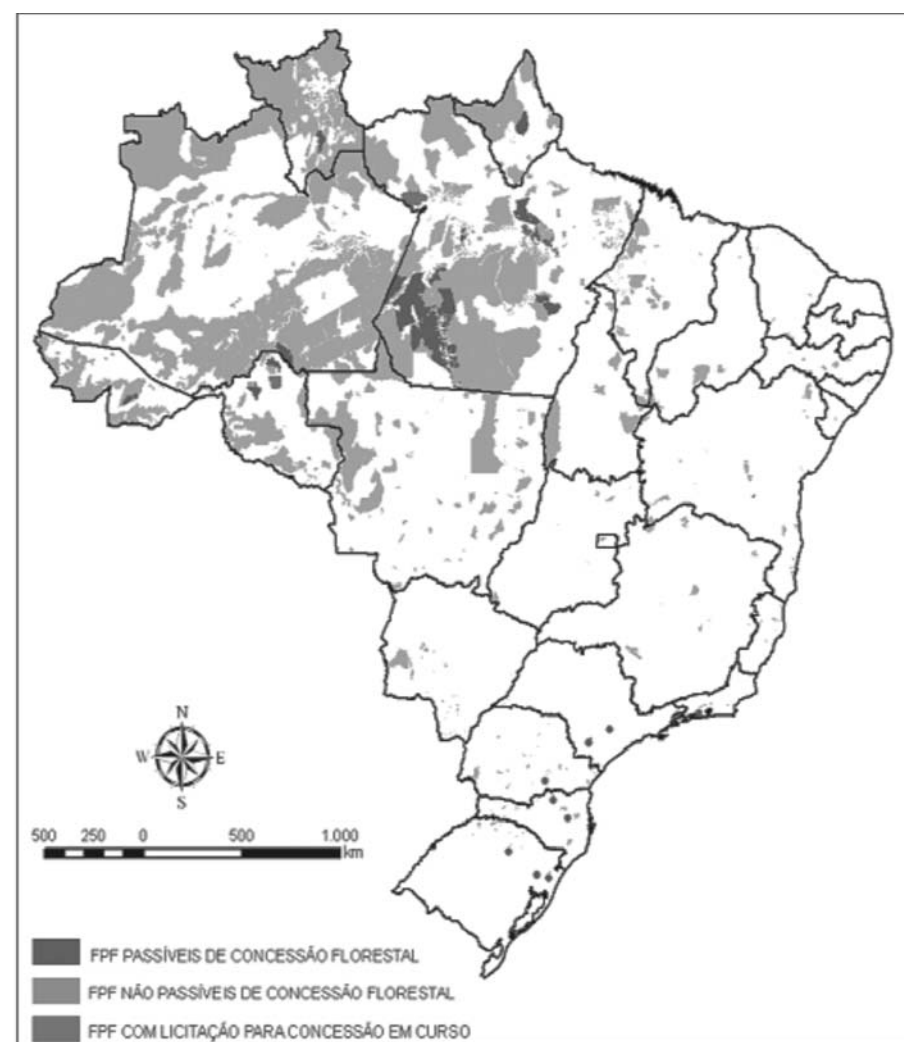 N
W E
S
500 250 0 500 1.000
km
FPF PASSÍVEIS DE CONCESSÃO FLORESTAL
FPF NÃO PASSÍVEIS DE CONCESSÃO FLORESTAL
FPF COM LICITAÇÃO PARA CONCESSÃO EM CURSO